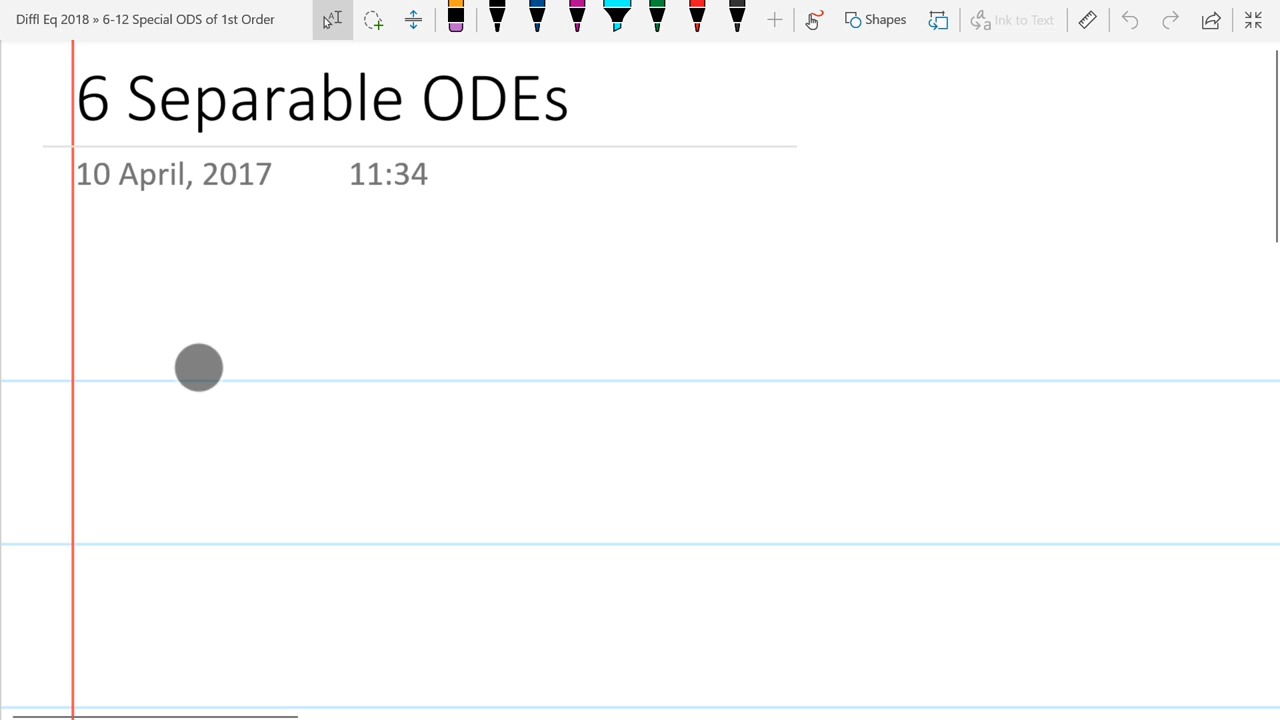 Diffl Eq 2018 » 6-12 Special ODS of 1st Order
Shapes
Ink to Text
6 Separable ODEs
10 April, 2017 11:34